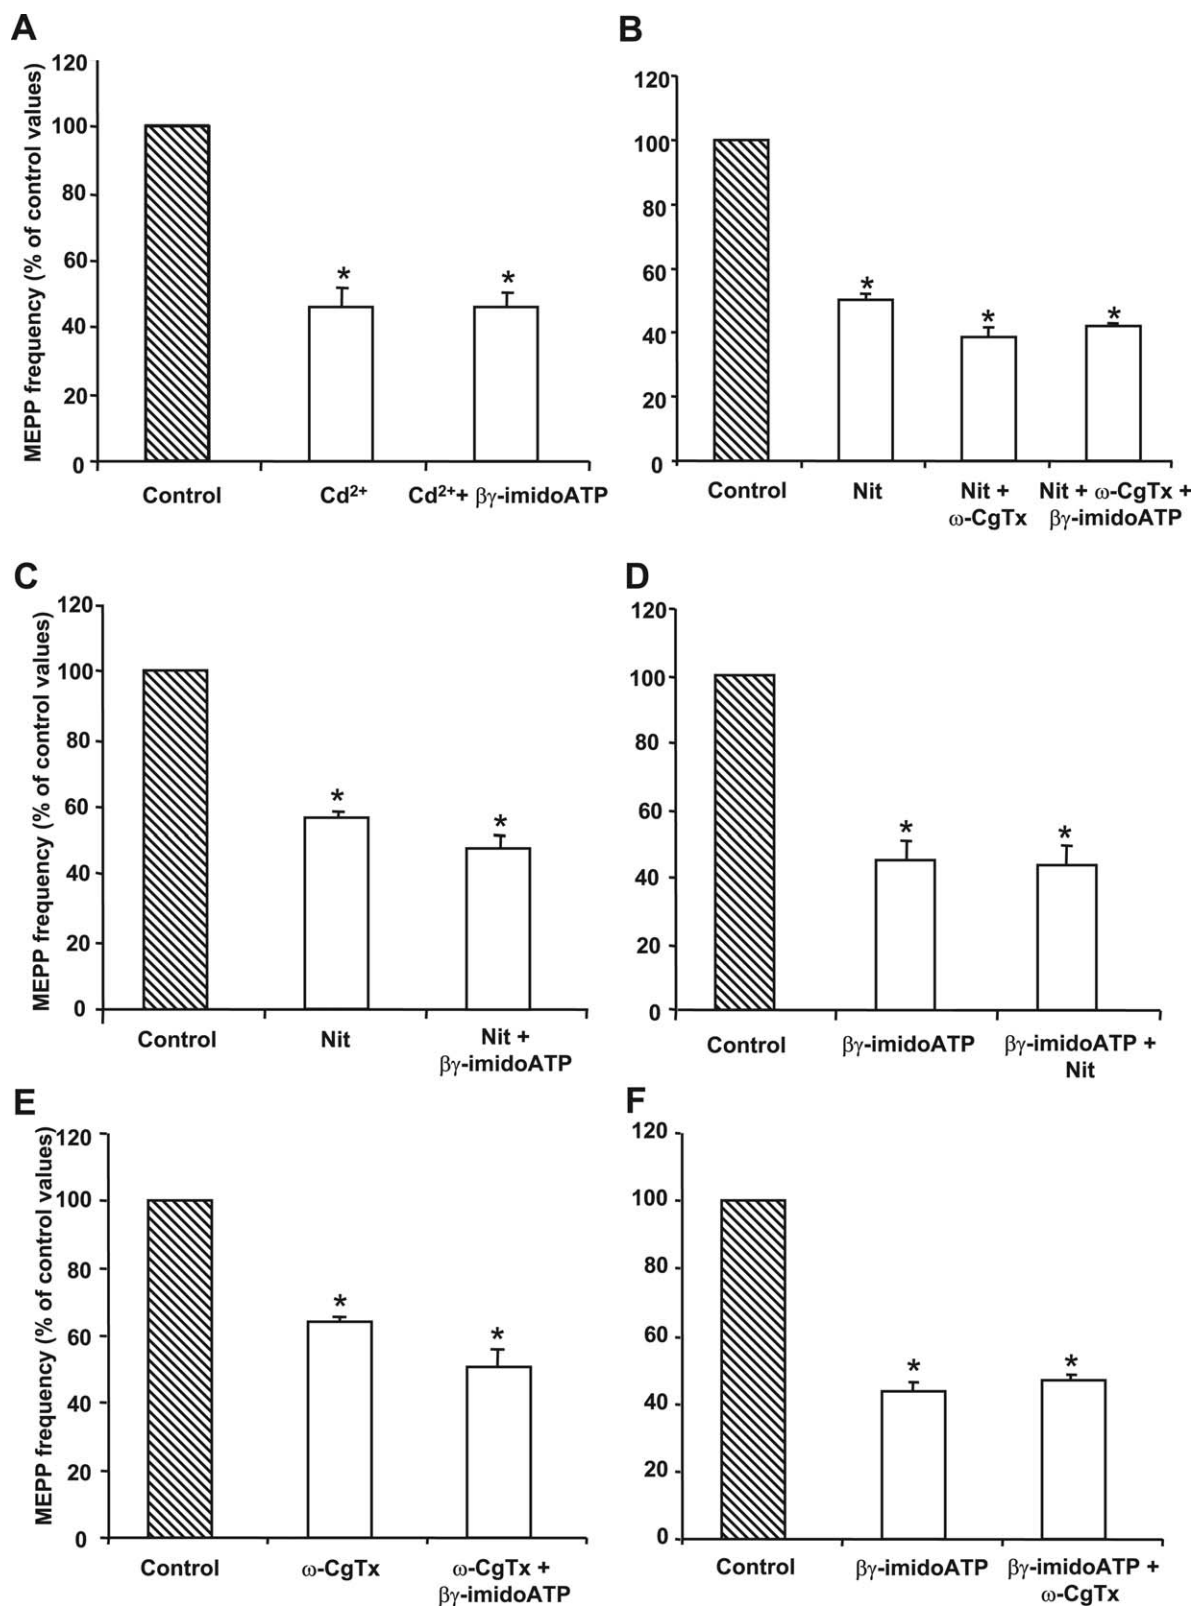 A
MEPP frequency (% of control values)
120
100
80
60
40
20
0
*
*
Control
Cd²⁺
Cd²⁺+ βγ-imidoATP
B
120
100
80
60
40
20
0
*
*
*
Control
Nit
Nit +
ω-CgTx
Nit + ω-CgTx +
βγ-imidoATP
C
MEPP frequency (% of control values)
120
100
80
60
40
20
0
*
*
Control
Nit
Nit +
βγ-imidoATP
D
120
100
80
60
40
20
0
*
*
Control
βγ-imidoATP
βγ-imidoATP +
Nit
E
MEPP frequency (% of control values)
120
100
80
60
40
20
0
*
*
Control
ω-CgTx
ω-CgTx +
βγ-imidoATP
F
120
100
80
60
40
20
0
*
*
Control
βγ-imidoATP
βγ-imidoATP +
ω-CgTx